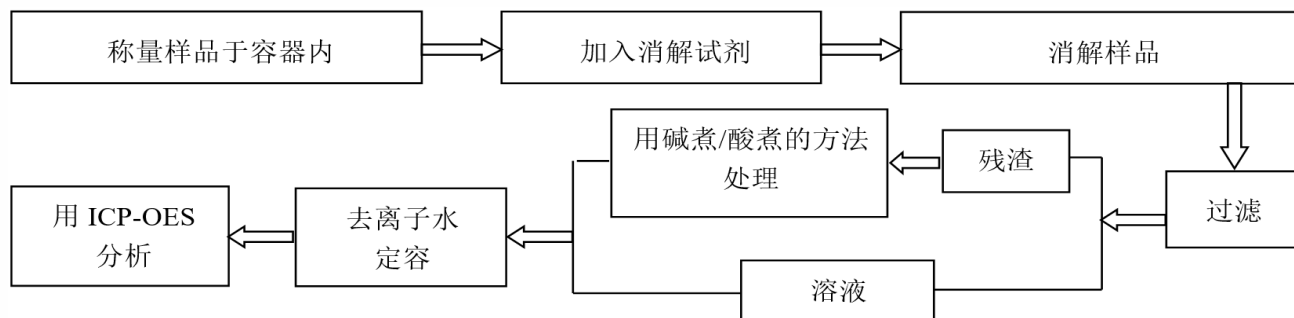 称量样品于容器内
加入消解试剂
消解样品
用碱煮/酸煮的方法
处理
残渣
过滤
用 ICP-OES
分析
去离子水
定容
溶液